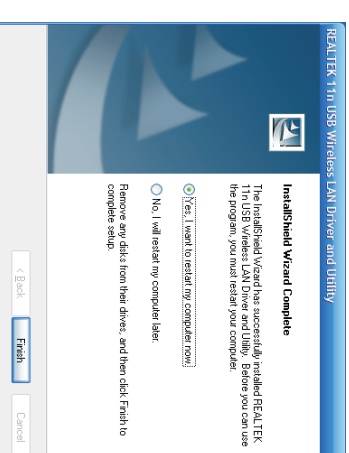 REALTEK 11n USB Wireless LAN Driver and Utility
InstallShield Wizard Complete
The InstallShield Wizard has successfully installed REALTEK
11n USB Wireless LAN Driver and Utility.  Before you can use
the program, you must restart your computer.
Yes, I want to restart my computer now.
No, I will restart my computer later.
Remove any disks from their drives, and then click Finish to
complete setup.
< Back
Finish
Cancel